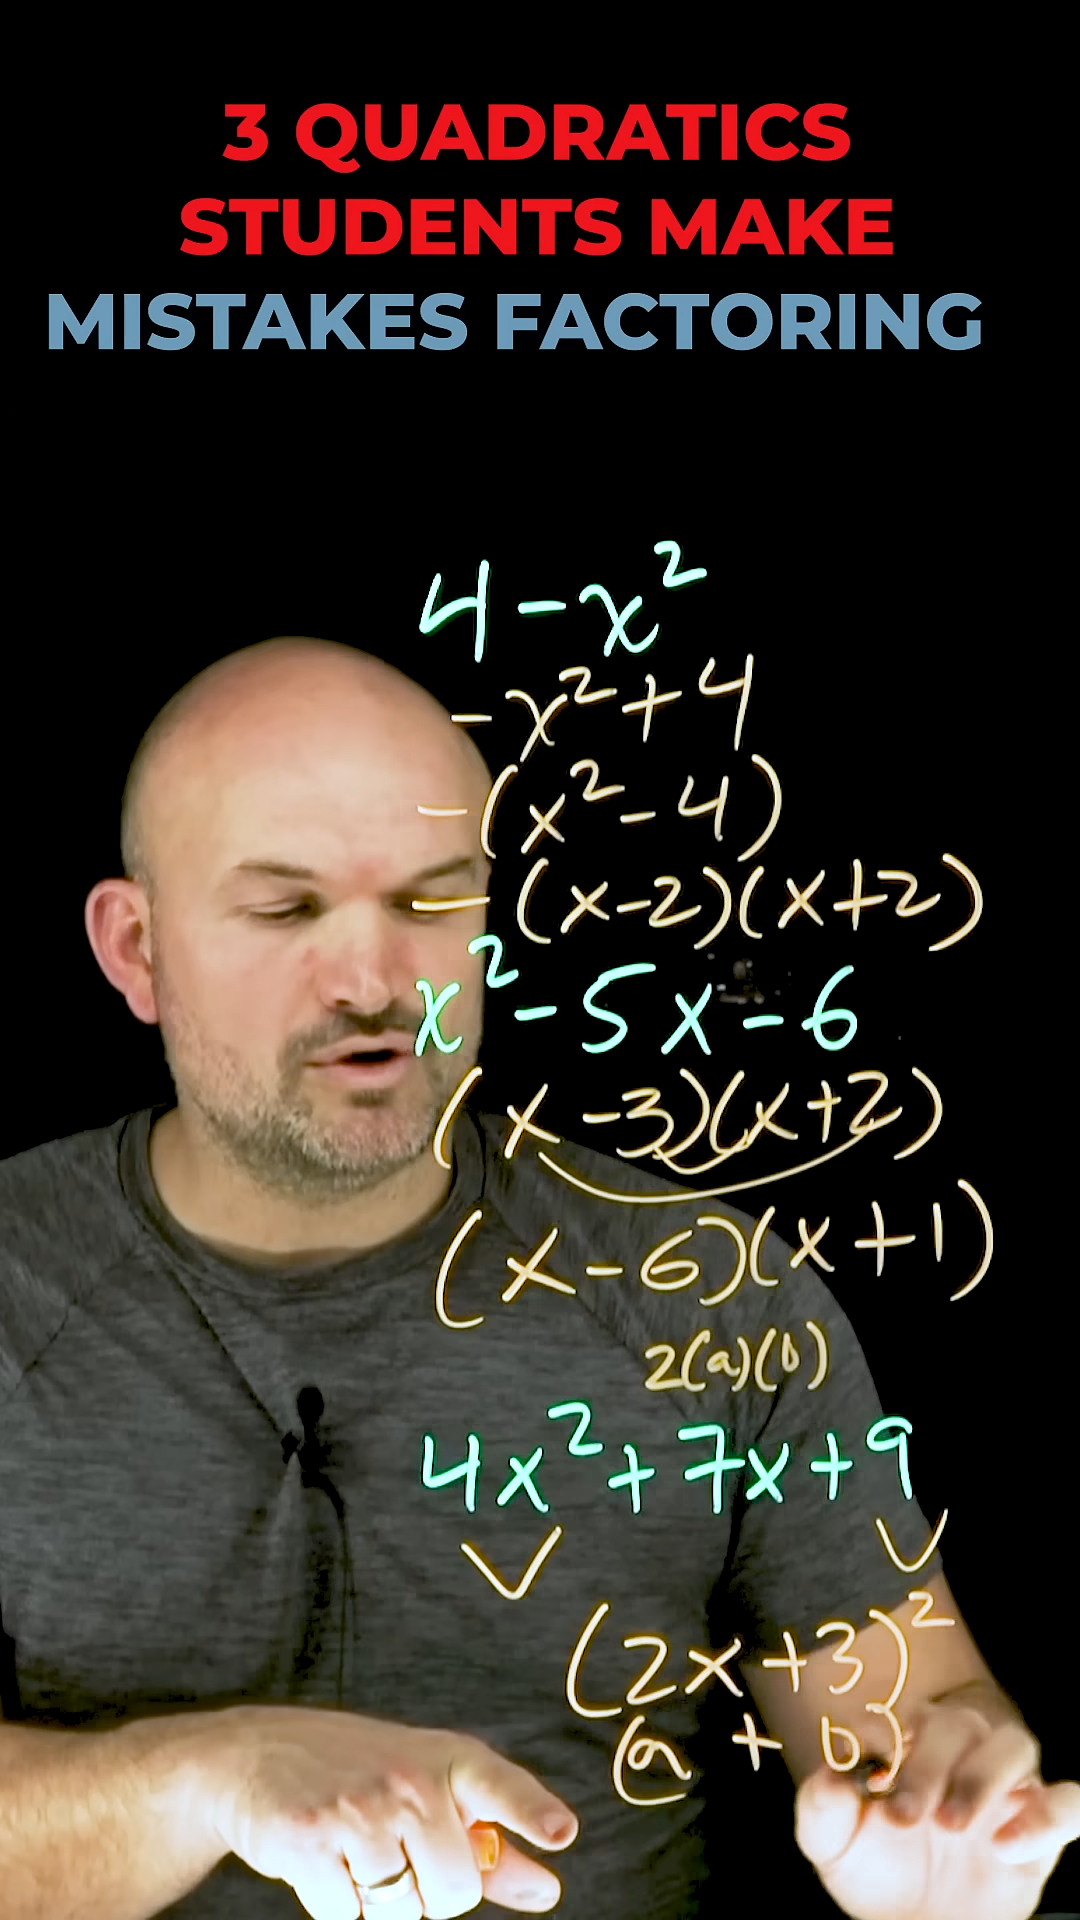 3 QUADRATICS
STUDENTS MAKE
MISTAKES FACTORING
4-x²
-x²+4
-(x²-4)
-(x-2)(x+2)
x²-5x-6
(x-3)(x+2)
(x-6)(x+1)
2(a)(b)
4x²+7x+9
(2x+3)²
(a+b)